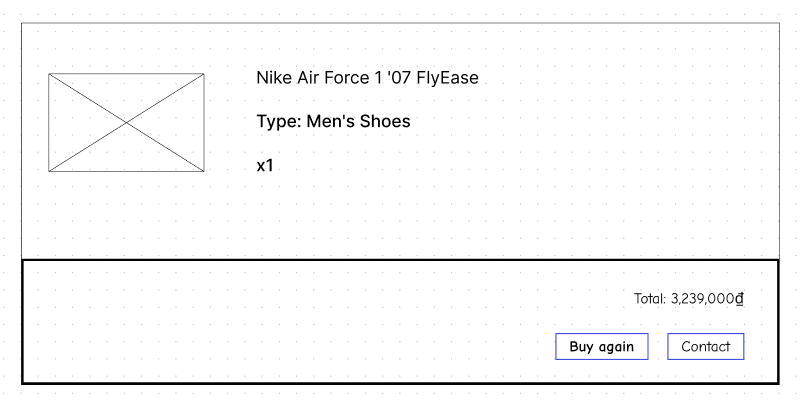 Nike Air Force 1 '07 FlyEase
Type: Men's Shoes
x1
Total: 3,239,000₫
Buy again
Contact